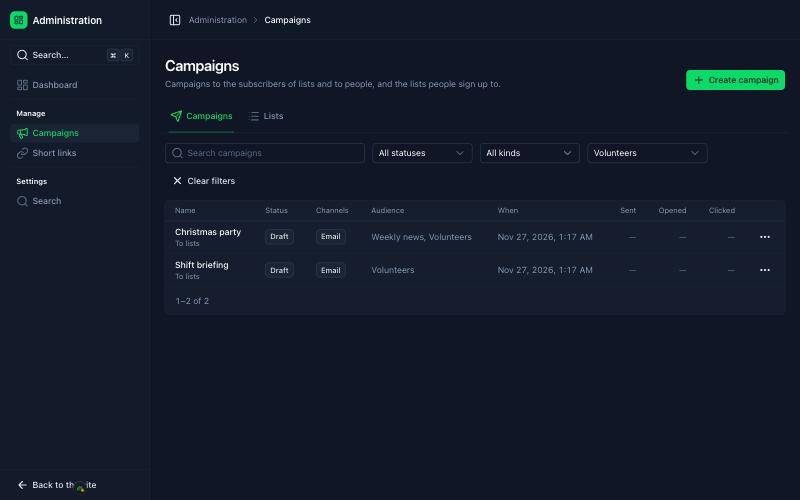 Administration
Administration > Campaigns
Search...
⌘ K
Dashboard
Manage
Campaigns
Short links
Settings
Search
Back to the
Campaigns
Campaigns to the subscribers of lists and to people, and the lists people sign up to.
Create campaign
Campaigns
Lists
Search campaigns
All statuses
All kinds
Volunteers
Clear filters
Name Status Channels Audience When Sent Opened Clicked
Christmas party Draft Email Weekly news, Volunteers Nov 27, 2026, 1:17 AM — — —
To lists
Shift briefing Draft Email Volunteers Nov 27, 2026, 1:17 AM — — —
To lists
1–2 of 2